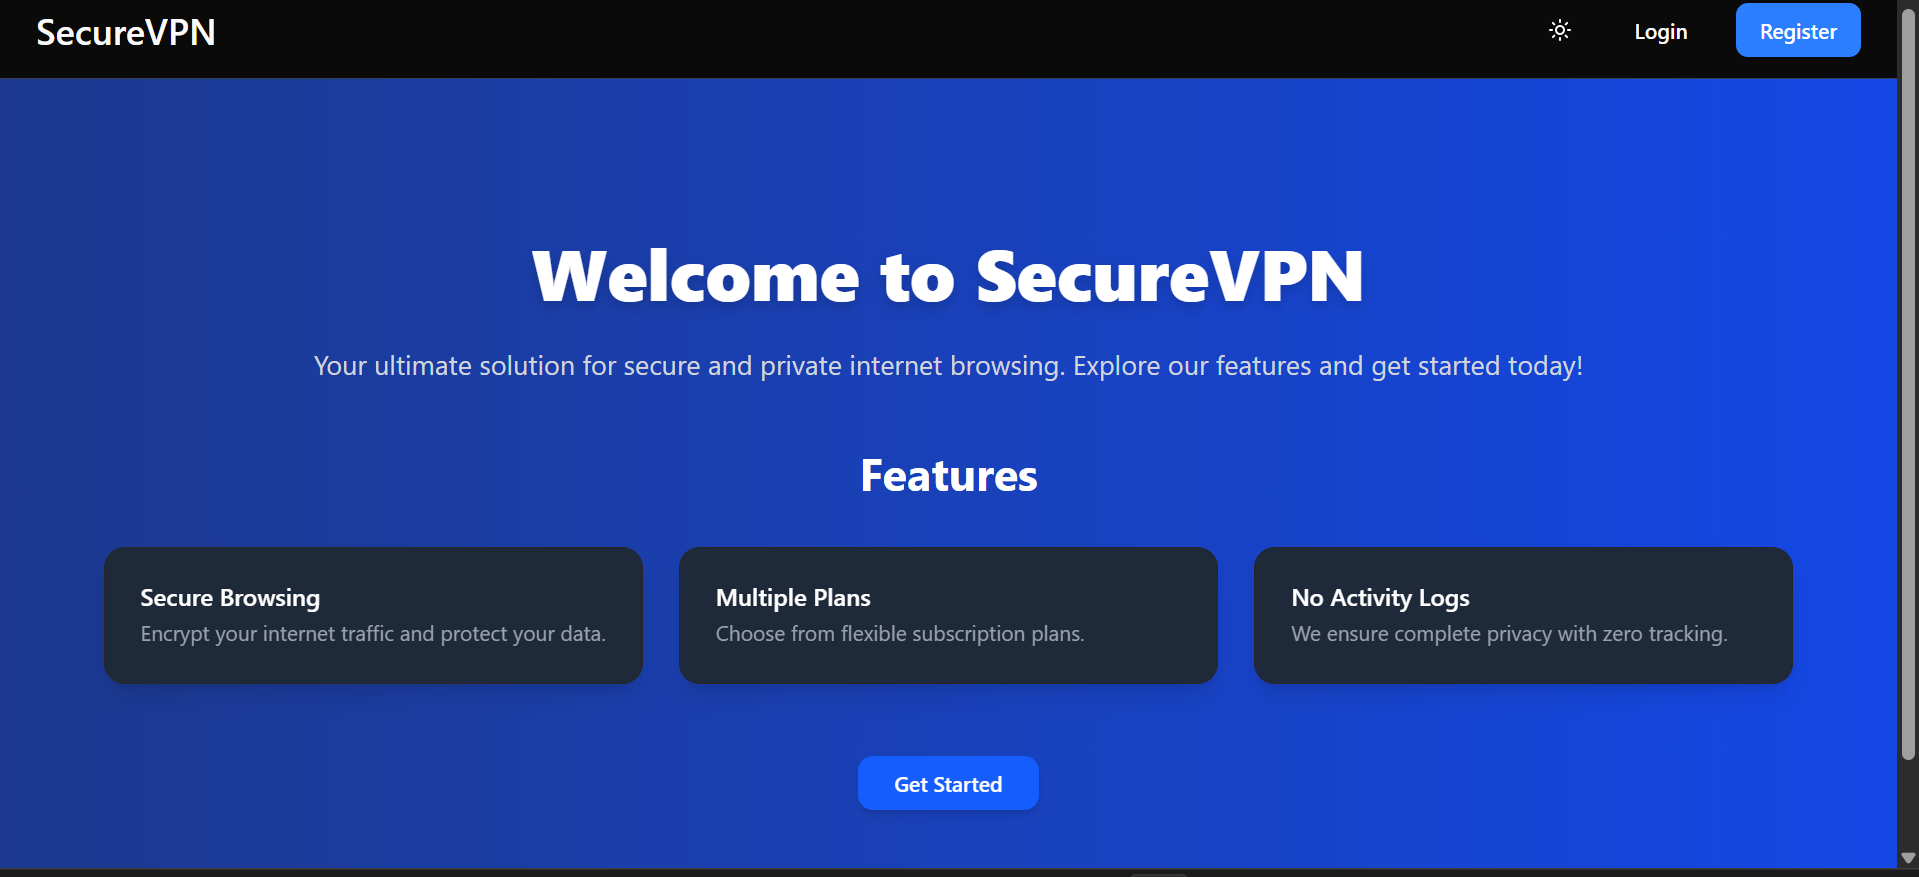 SecureVPN
Login
Register
Welcome to SecureVPN
Your ultimate solution for secure and private internet browsing. Explore our features and get started today!
Features
Secure Browsing
Encrypt your internet traffic and protect your data.
Multiple Plans
Choose from flexible subscription plans.
No Activity Logs
We ensure complete privacy with zero tracking.
Get Started